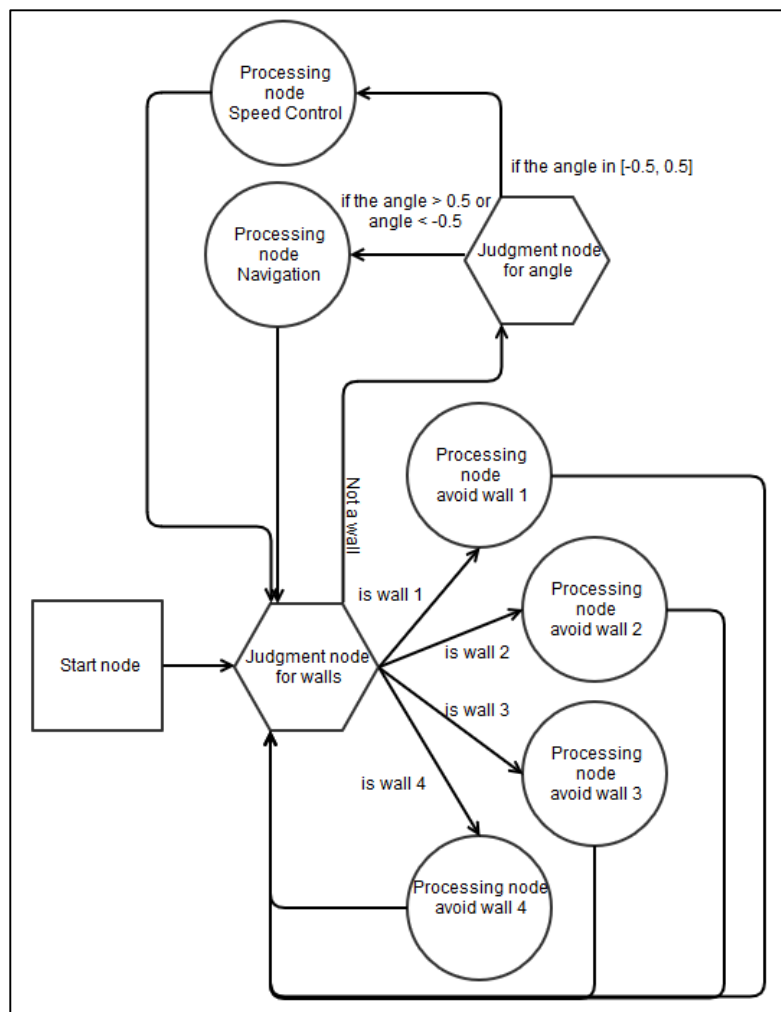 Processing
node
Speed Control
if the angle in [-0.5, 0.5]
if the angle > 0.5 or
angle < -0.5
Processing
node
Navigation
Judgment node
for angle
Processing
node
avoid wall 1
Not a wall
Processing
node
avoid wall 2
is wall 1
Start node
Judgment node
for walls
is wall 2
is wall 3
Processing
node
avoid wall 3
is wall 4
Processing node
avoid wall 4